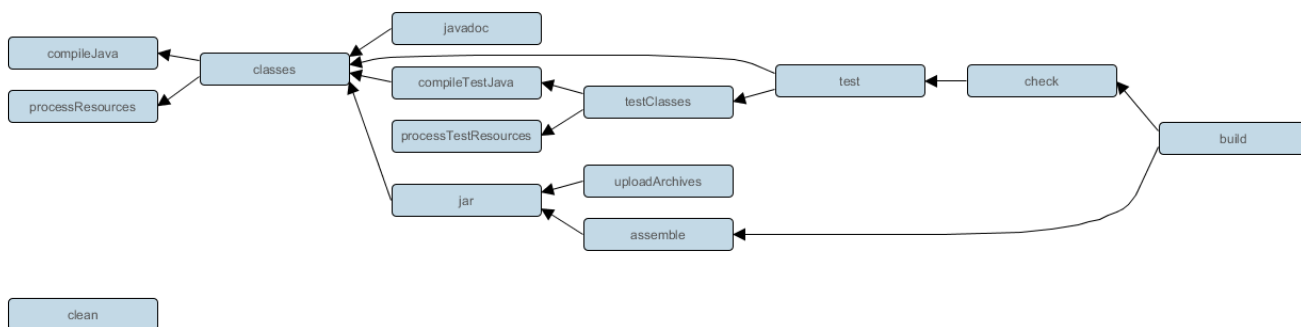 javadoc
compileJava
classes
compileTestJava
test
check
processResources
testClasses
processTestResources
build
uploadArchives
jar
assemble
clean